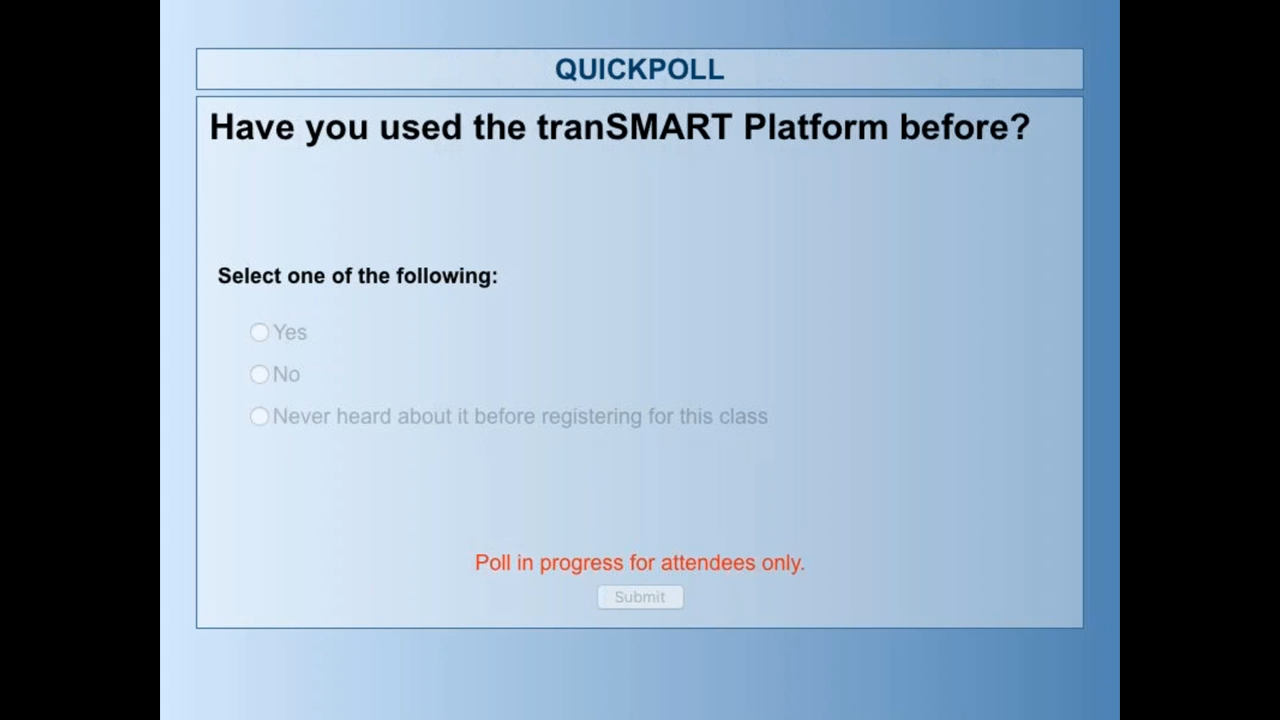 QUICKPOLL
Have you used the tranSMART Platform before?
Select one of the following:
Yes
No
Never heard about it before registering for this class
Poll in progress for attendees only.
Submit